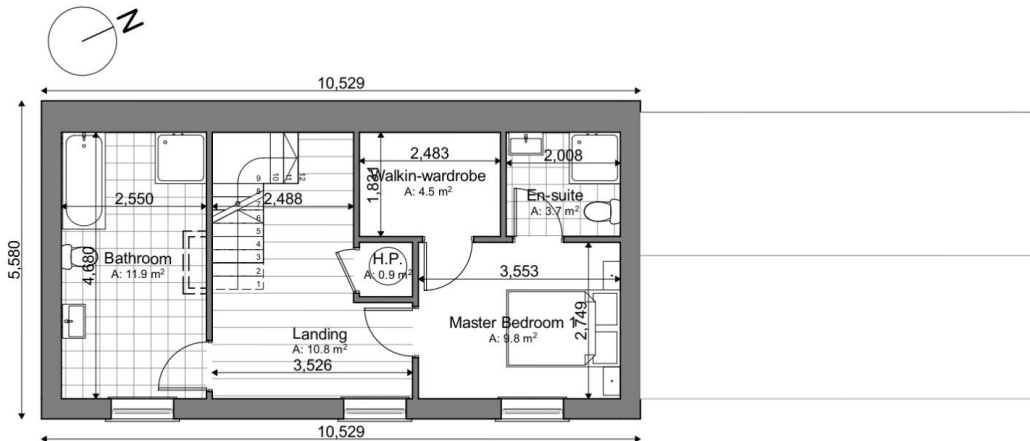 N
10,529
5,580
2,550
4,680
Bathroom
A: 11.9 m²
2,488
9
10
11
12
8
7
6
5
4
3
2
1
2,483
1,821
Walkin-wardrobe
A: 4.5 m²
2,008
En-suite
A: 3.7 m²
H.P.
A: 0.9 m²
3,553
Master Bedroom 1
A: 9.8 m²
2,749
Landing
A: 10.8 m²
3,526
10,529